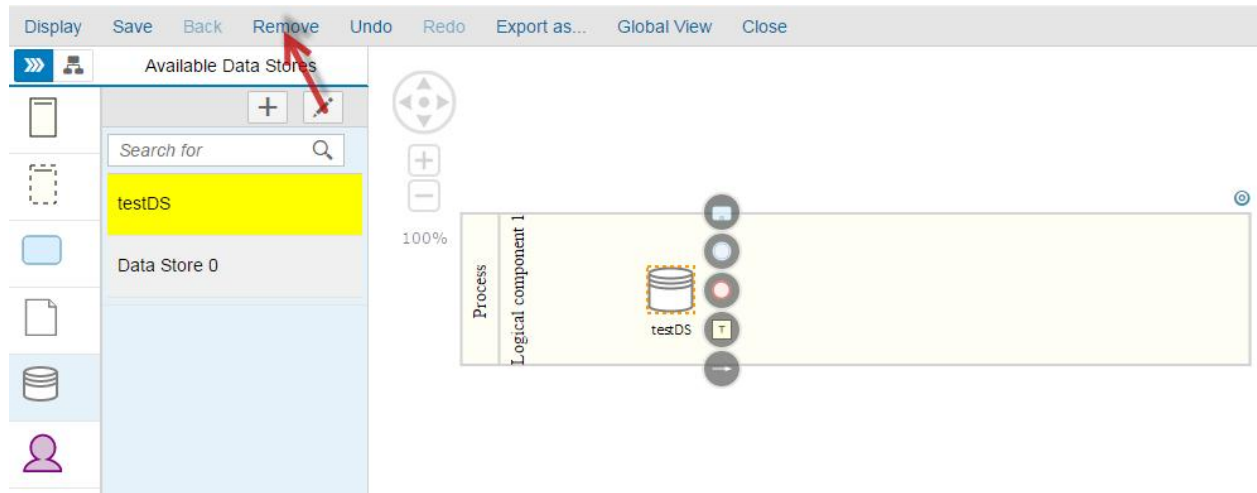 Display Save Back Remove Undo Redo Export as... Global View Close
Available Data Stores
Search for
testDS
Data Store 0
100%
Process
Logical component 1
testDS
T